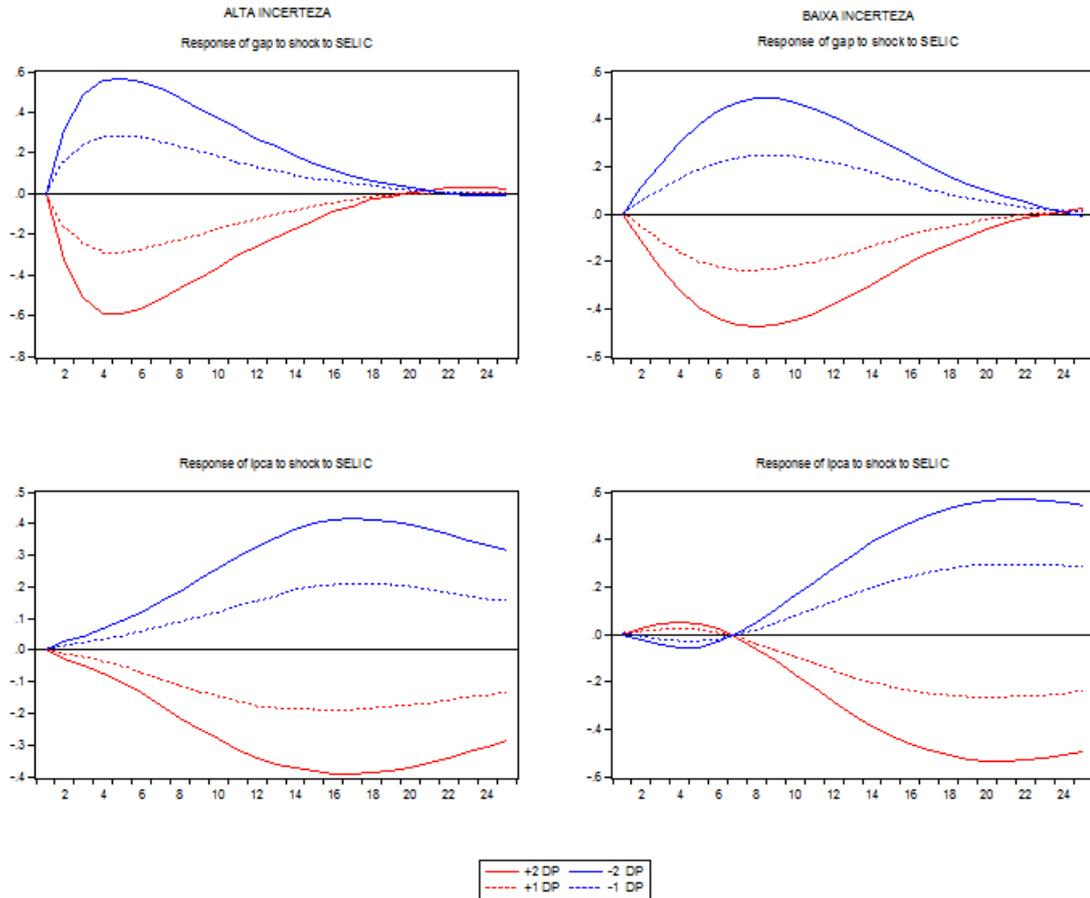 ALTA INCERTEZA
Response of gap to shock to SELIC
.6
.4
.2
.0
-.2
-.4
-.6
-.8
2 4 6 8 10 12 14 16 18 20 22 24
BAIXA INCERTEZA
Response of gap to shock to SELIC
.6
.4
.2
.0
-.2
-.4
-.6
2 4 6 8 10 12 14 16 18 20 22 24
Response of ipca to shock to SELIC
.5
.4
.3
.2
.1
.0
-.1
-.2
-.3
-.4
2 4 6 8 10 12 14 16 18 20 22 24
Response of ipca to shock to SELIC
.6
.4
.2
.0
-.2
-.4
-.6
2 4 6 8 10 12 14 16 18 20 22 24
+2 DP -2 DP
+1 DP -1 DP